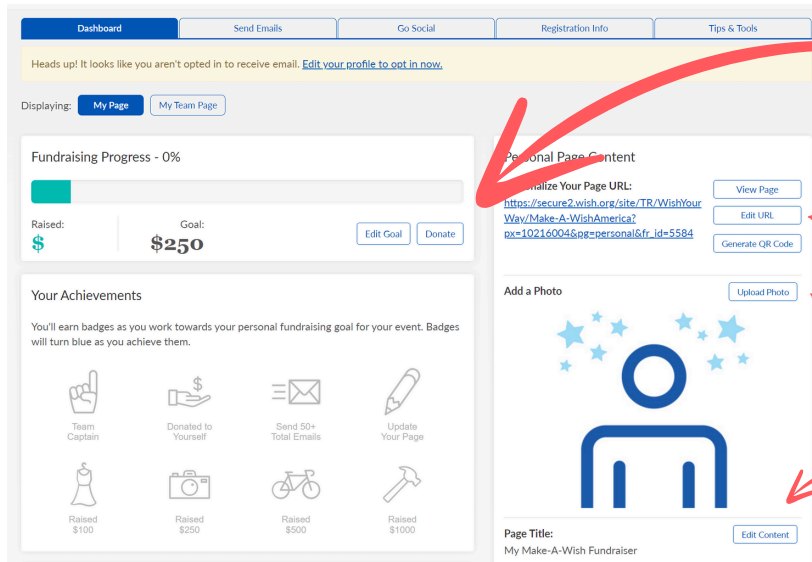 Dashboard
Send Emails
Go Social
Registration Info
Tips & Tools
Heads up! It looks like you aren't opted in to receive email. Edit your profile to opt in now.
Displaying: My Page My Team Page
Fundraising Progress - 0%
Raised:
$
Goal:
$250
Edit Goal
Donate
Your Achievements
You'll earn badges as you work towards your personal fundraising goal for your event. Badges
will turn blue as you achieve them.
Team
Captain
$
Donated to
Yourself
Send 50+
Total Emails
Update
Your Page
Raised
$100
Raised
$250
Raised
$500
Raised
$1000
Page Content
Your Page URL:
https://secure2.wish.org/site/TR/WishYour
Way/Make-A-WishAmerica?
px=10216004&pg=personal&fr_id=5584
View Page
Edit URL
Generate QR Code
Add a Photo
Upload Photo
Page Title:
My Make-A-Wish Fundraiser
Edit Content